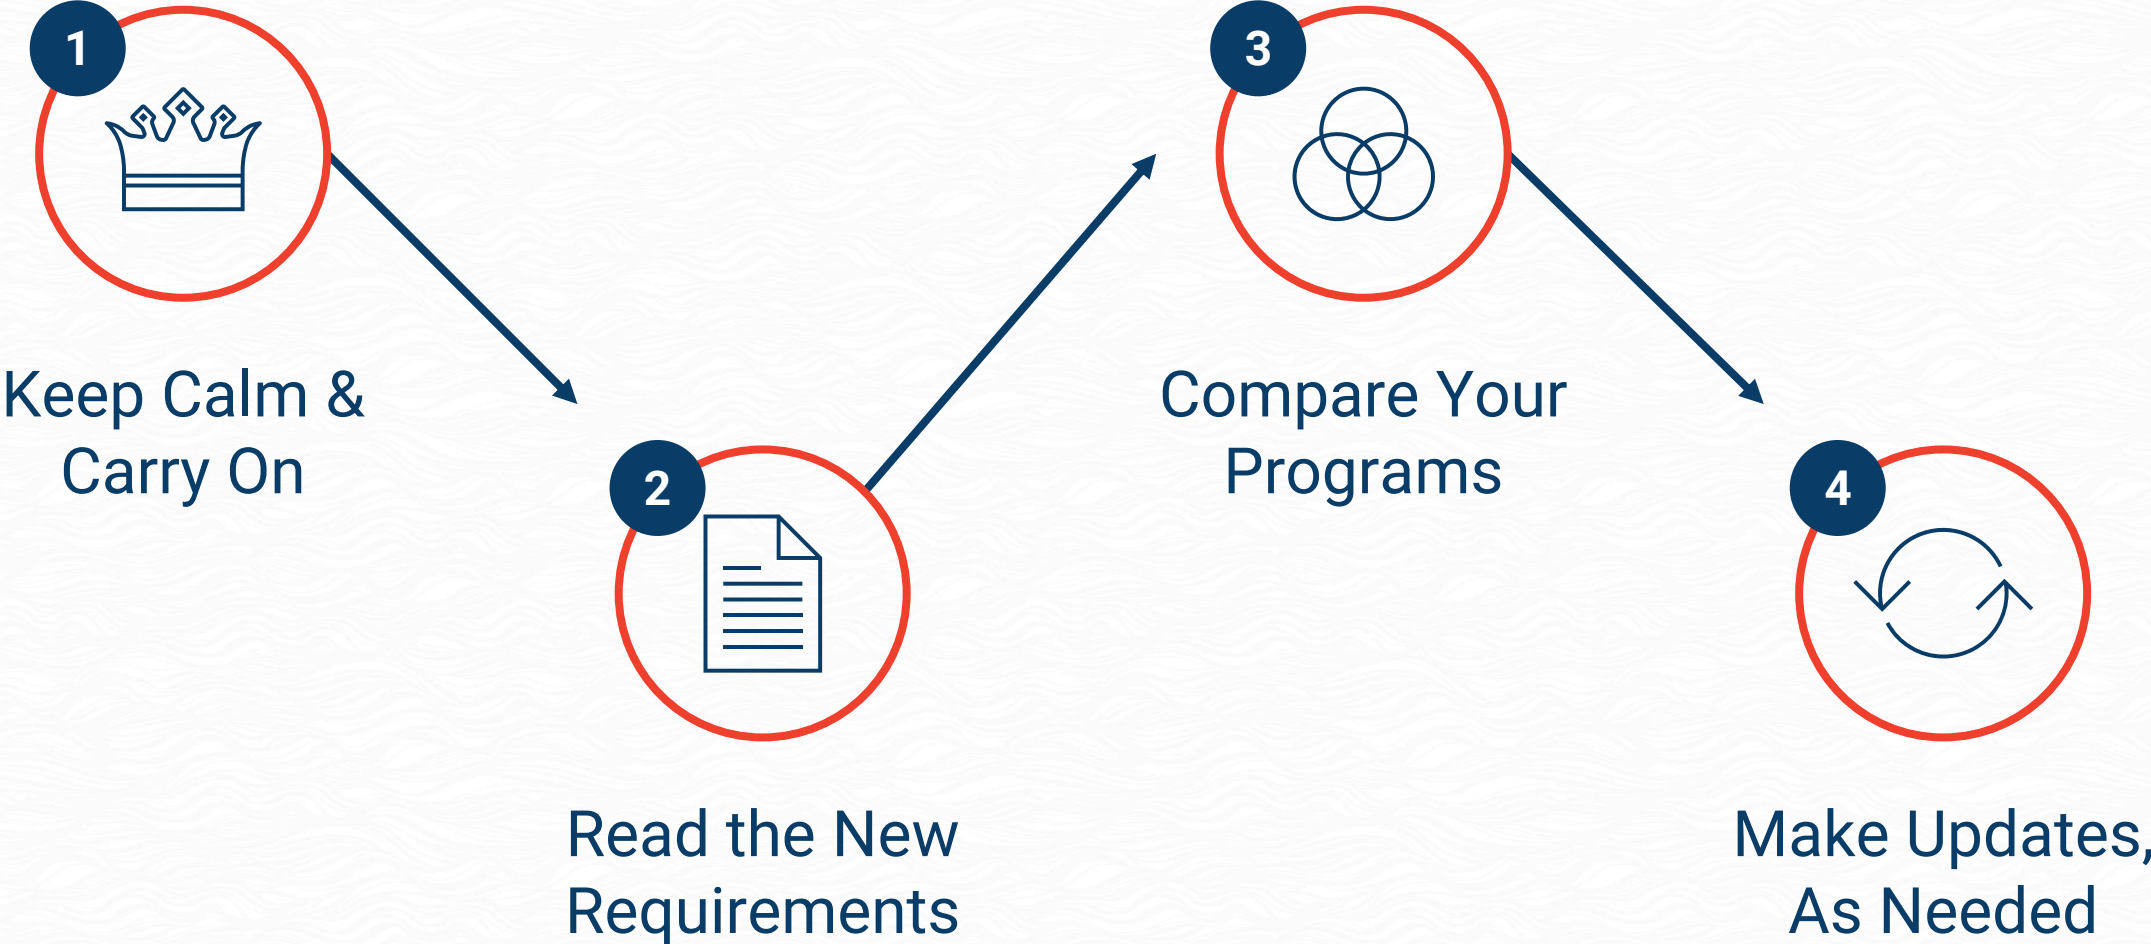 1
Keep Calm &
Carry On
2
Read the New
Requirements
3
Compare Your
Programs
4
Make Updates,
As Needed